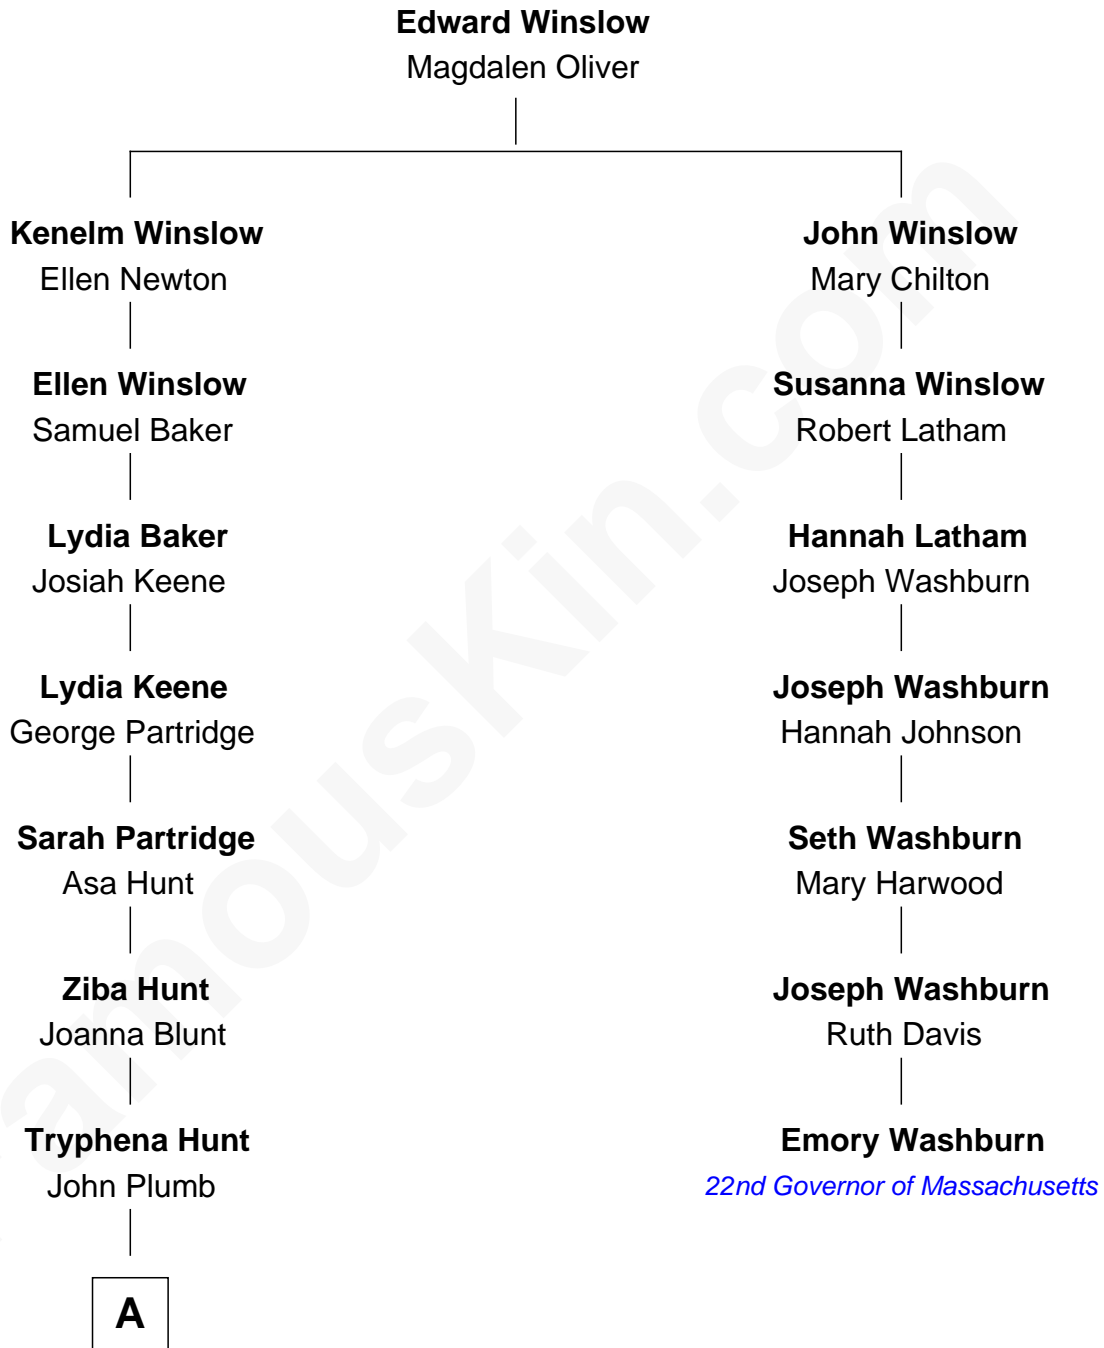 Edward Winslow
Magdalen Oliver
Kenelm Winslow
Ellen Newton
John Winslow
Mary Chilton
Ellen Winslow
Samuel Baker
Susanna Winslow
Robert Latham
Lydia Baker
Josiah Keene
Hannah Latham
Joseph Washburn
Lydia Keene
George Partridge
Joseph Washburn
Hannah Johnson
Sarah Partridge
Asa Hunt
Seth Washburn
Mary Harwood
Ziba Hunt
Joanna Blunt
Joseph Washburn
Ruth Davis
Tryphena Hunt
John Plumb
Emory Washburn
22nd Governor of Massachusetts
A
amouskin.com